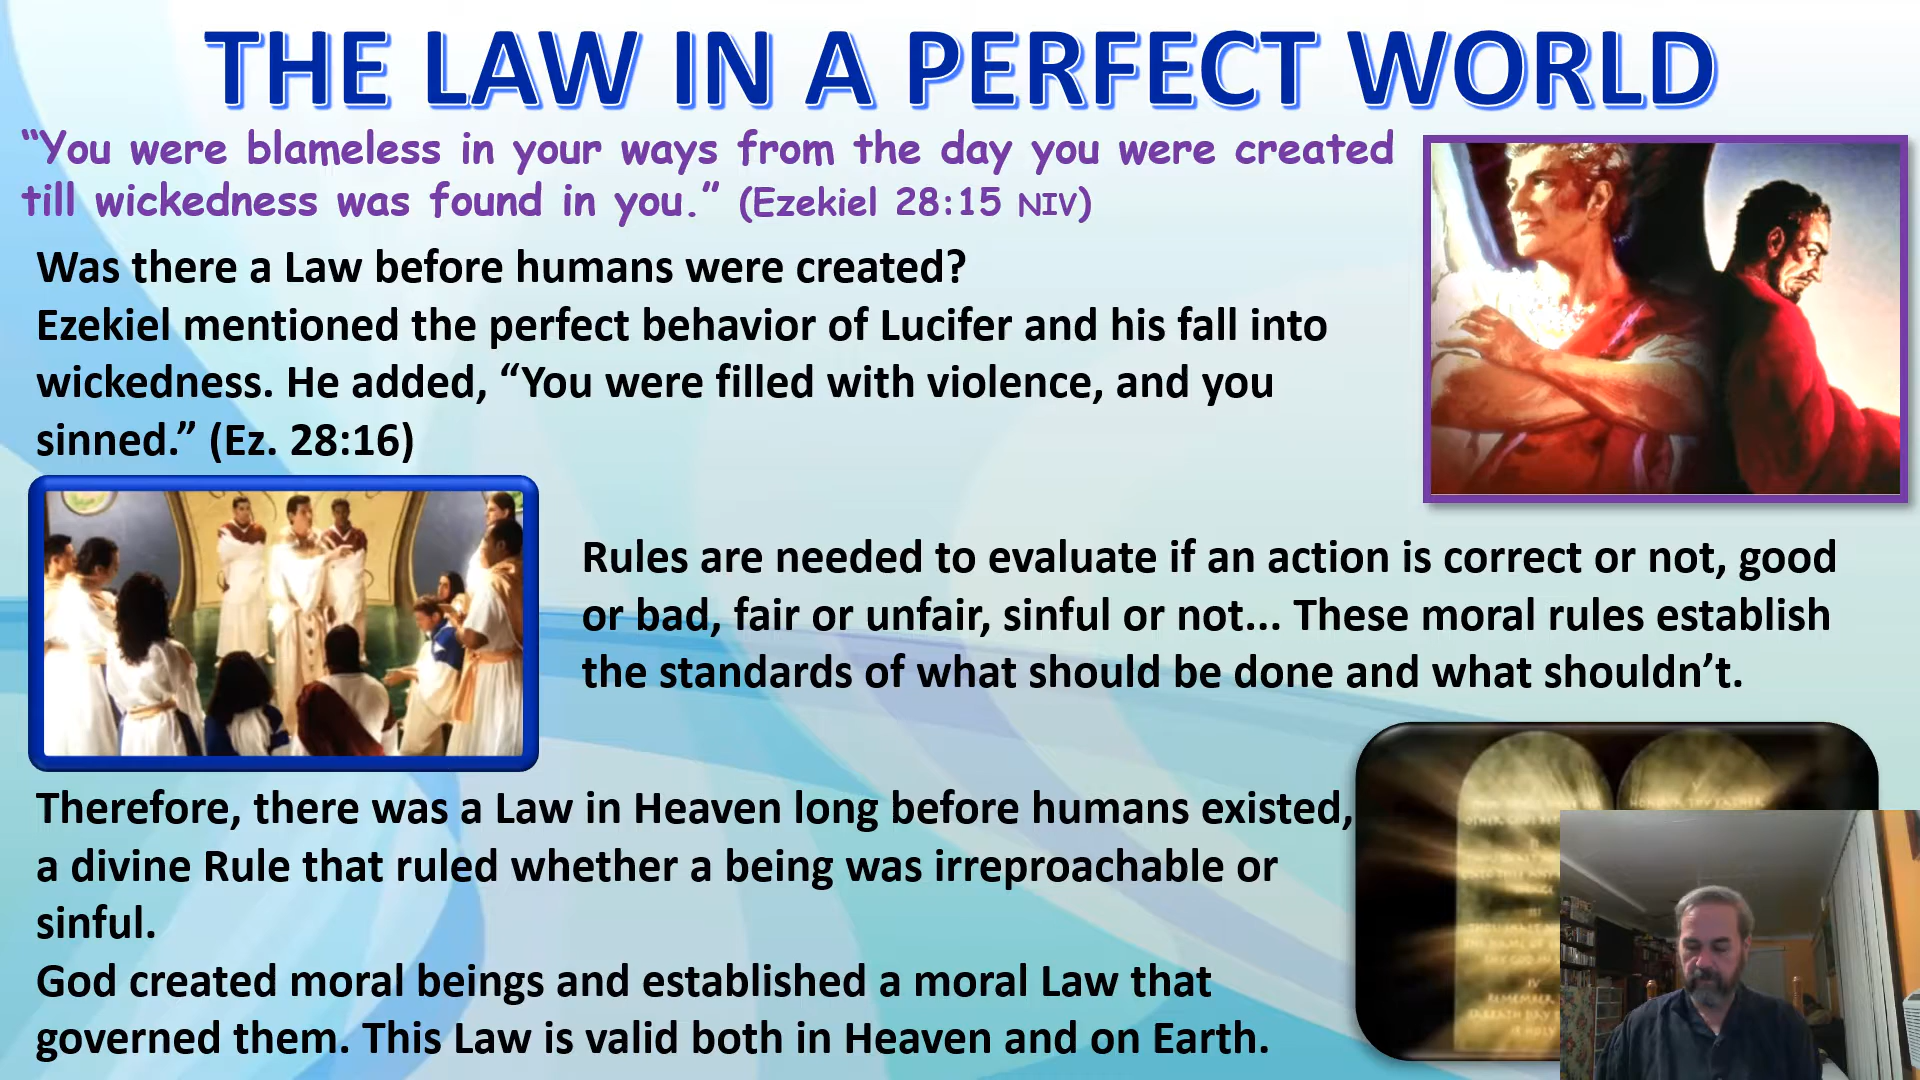 THE LAW IN A PERFECT WORLD
“You were blameless in your ways from the day you were created
till wickedness was found in you.” (Ezekiel 28:15 NIV)
Was there a Law before humans were created?
Ezekiel mentioned the perfect behavior of Lucifer and his fall into
wickedness. He added, “You were filled with violence, and you
sinned.” (Ez. 28:16)
Rules are needed to evaluate if an action is correct or not, good
or bad, fair or unfair, sinful or not... These moral rules establish
the standards of what should be done and what shouldn’t.
Therefore, there was a Law in Heaven long before humans existed,
a divine Rule that ruled whether a being was irreproachable or
sinful.
God created moral beings and established a moral Law that
governed them. This Law is valid both in Heaven and on Earth.
III
IV
REMEMBER
SABBATH DAY